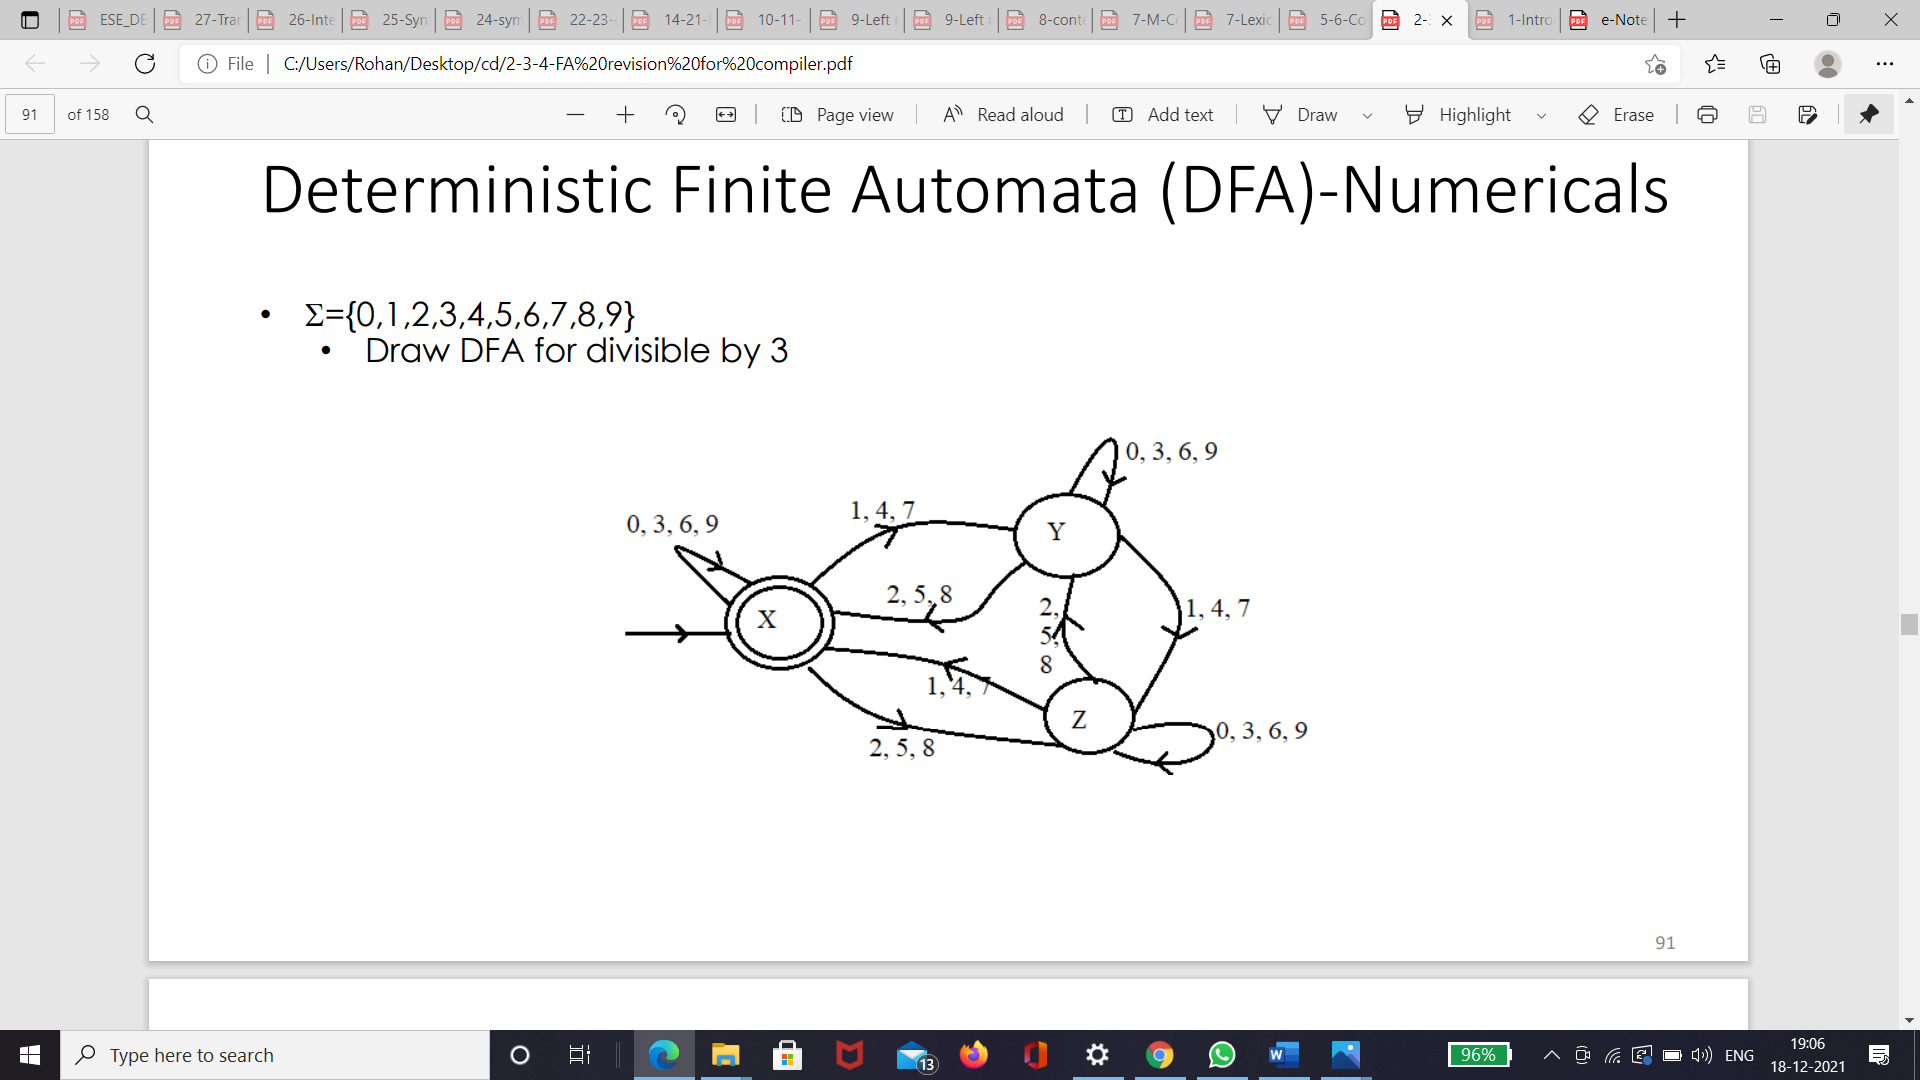 ESE_DE 27-Trar 26-Inte 25-Syn 24-sym 22-23- 14-21- 10-11- 9-Left 9-Left 8-cont 7-M-C 7-Lexic 5-6-Co 2- 1-Intro e-Note
File C:/Users/Rohan/Desktop/cd/2-3-4-FA%20revision%20for%20compiler.pdf
91 of 158 Page view Read aloud Add text Draw Highlight Erase
Deterministic Finite Automata (DFA)-Numericals
• Σ={0,1,2,3,4,5,6,7,8,9}
• Draw DFA for divisible by 3
0, 3, 6, 9
1, 4, 7
0, 3, 6, 9
Y
2, 5, 8
X
2,
5,
8
1, 4, 7
1, 4, 7
Z
0, 3, 6, 9
2, 5, 8
91
Type here to search 13 96% ENG 19:06
18-12-2021